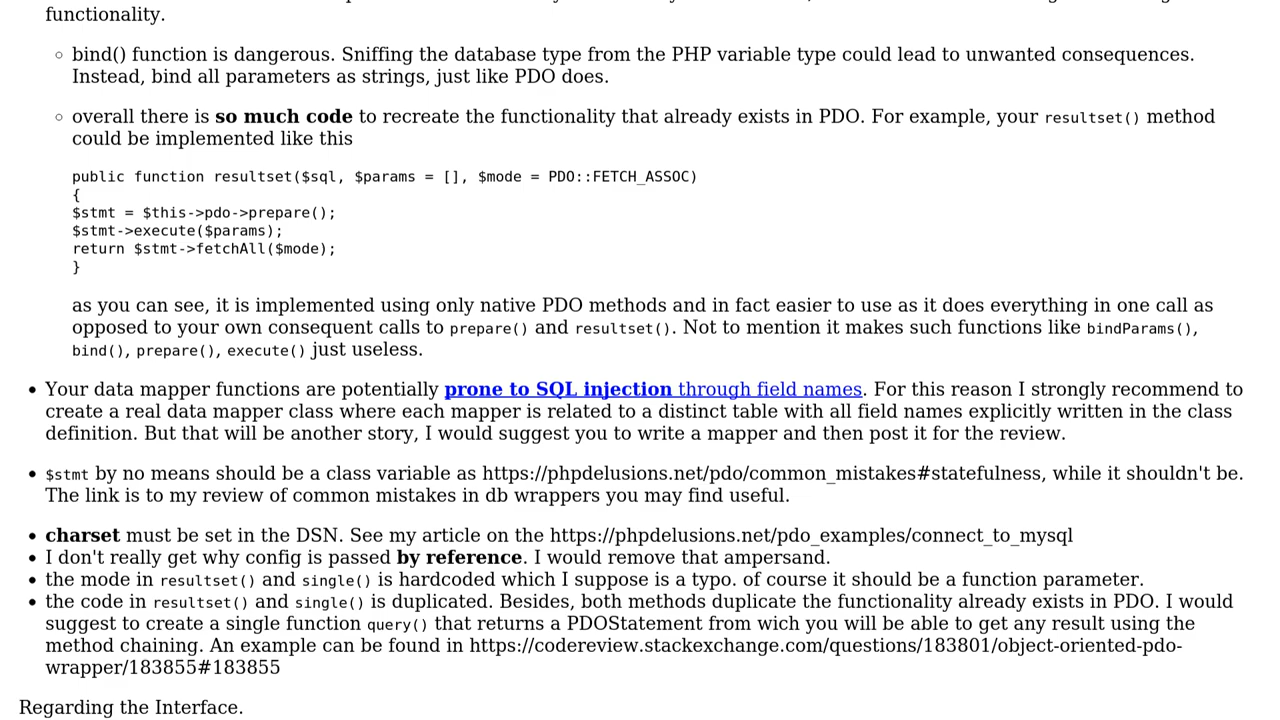 functionality.
bind() function is dangerous. Sniffing the database type from the PHP variable type could lead to unwanted consequences.
Instead, bind all parameters as strings, just like PDO does.
overall there is so much code to recreate the functionality that already exists in PDO. For example, your resultset() method
could be implemented like this
public function resultset($sql, $params = [], $mode = PDO::FETCH_ASSOC)
{
$stmt = $this->pdo->prepare();
$stmt->execute($params);
return $stmt->fetchAll($mode);
}
as you can see, it is implemented using only native PDO methods and in fact easier to use as it does everything in one call as
opposed to your own consequent calls to prepare() and resultset(). Not to mention it makes such functions like bindParams(),
bind(), prepare(), execute() just useless.
Your data mapper functions are potentially prone to SQL injection through field names. For this reason I strongly recommend to
create a real data mapper class where each mapper is related to a distinct table with all field names explicitly written in the class
definition. But that will be another story, I would suggest you to write a mapper and then post it for the review.
$stmt by no means should be a class variable as https://phpdelusions.net/pdo/common_mistakes#statefulness, while it shouldn't be.
The link is to my review of common mistakes in db wrappers you may find useful.
charset must be set in the DSN. See my article on the https://phpdelusions.net/pdo_examples/connect_to_mysql
I don't really get why config is passed by reference. I would remove that ampersand.
the mode in resultset() and single() is hardcoded which I suppose is a typo. of course it should be a function parameter.
the code in resultset() and single() is duplicated. Besides, both methods duplicate the functionality already exists in PDO. I would
suggest to create a single function query() that returns a PDOStatement from wich you will be able to get any result using the
method chaining. An example can be found in https://codereview.stackexchange.com/questions/183801/object-oriented-pdo-
wrapper/183855#183855
Regarding the Interface.